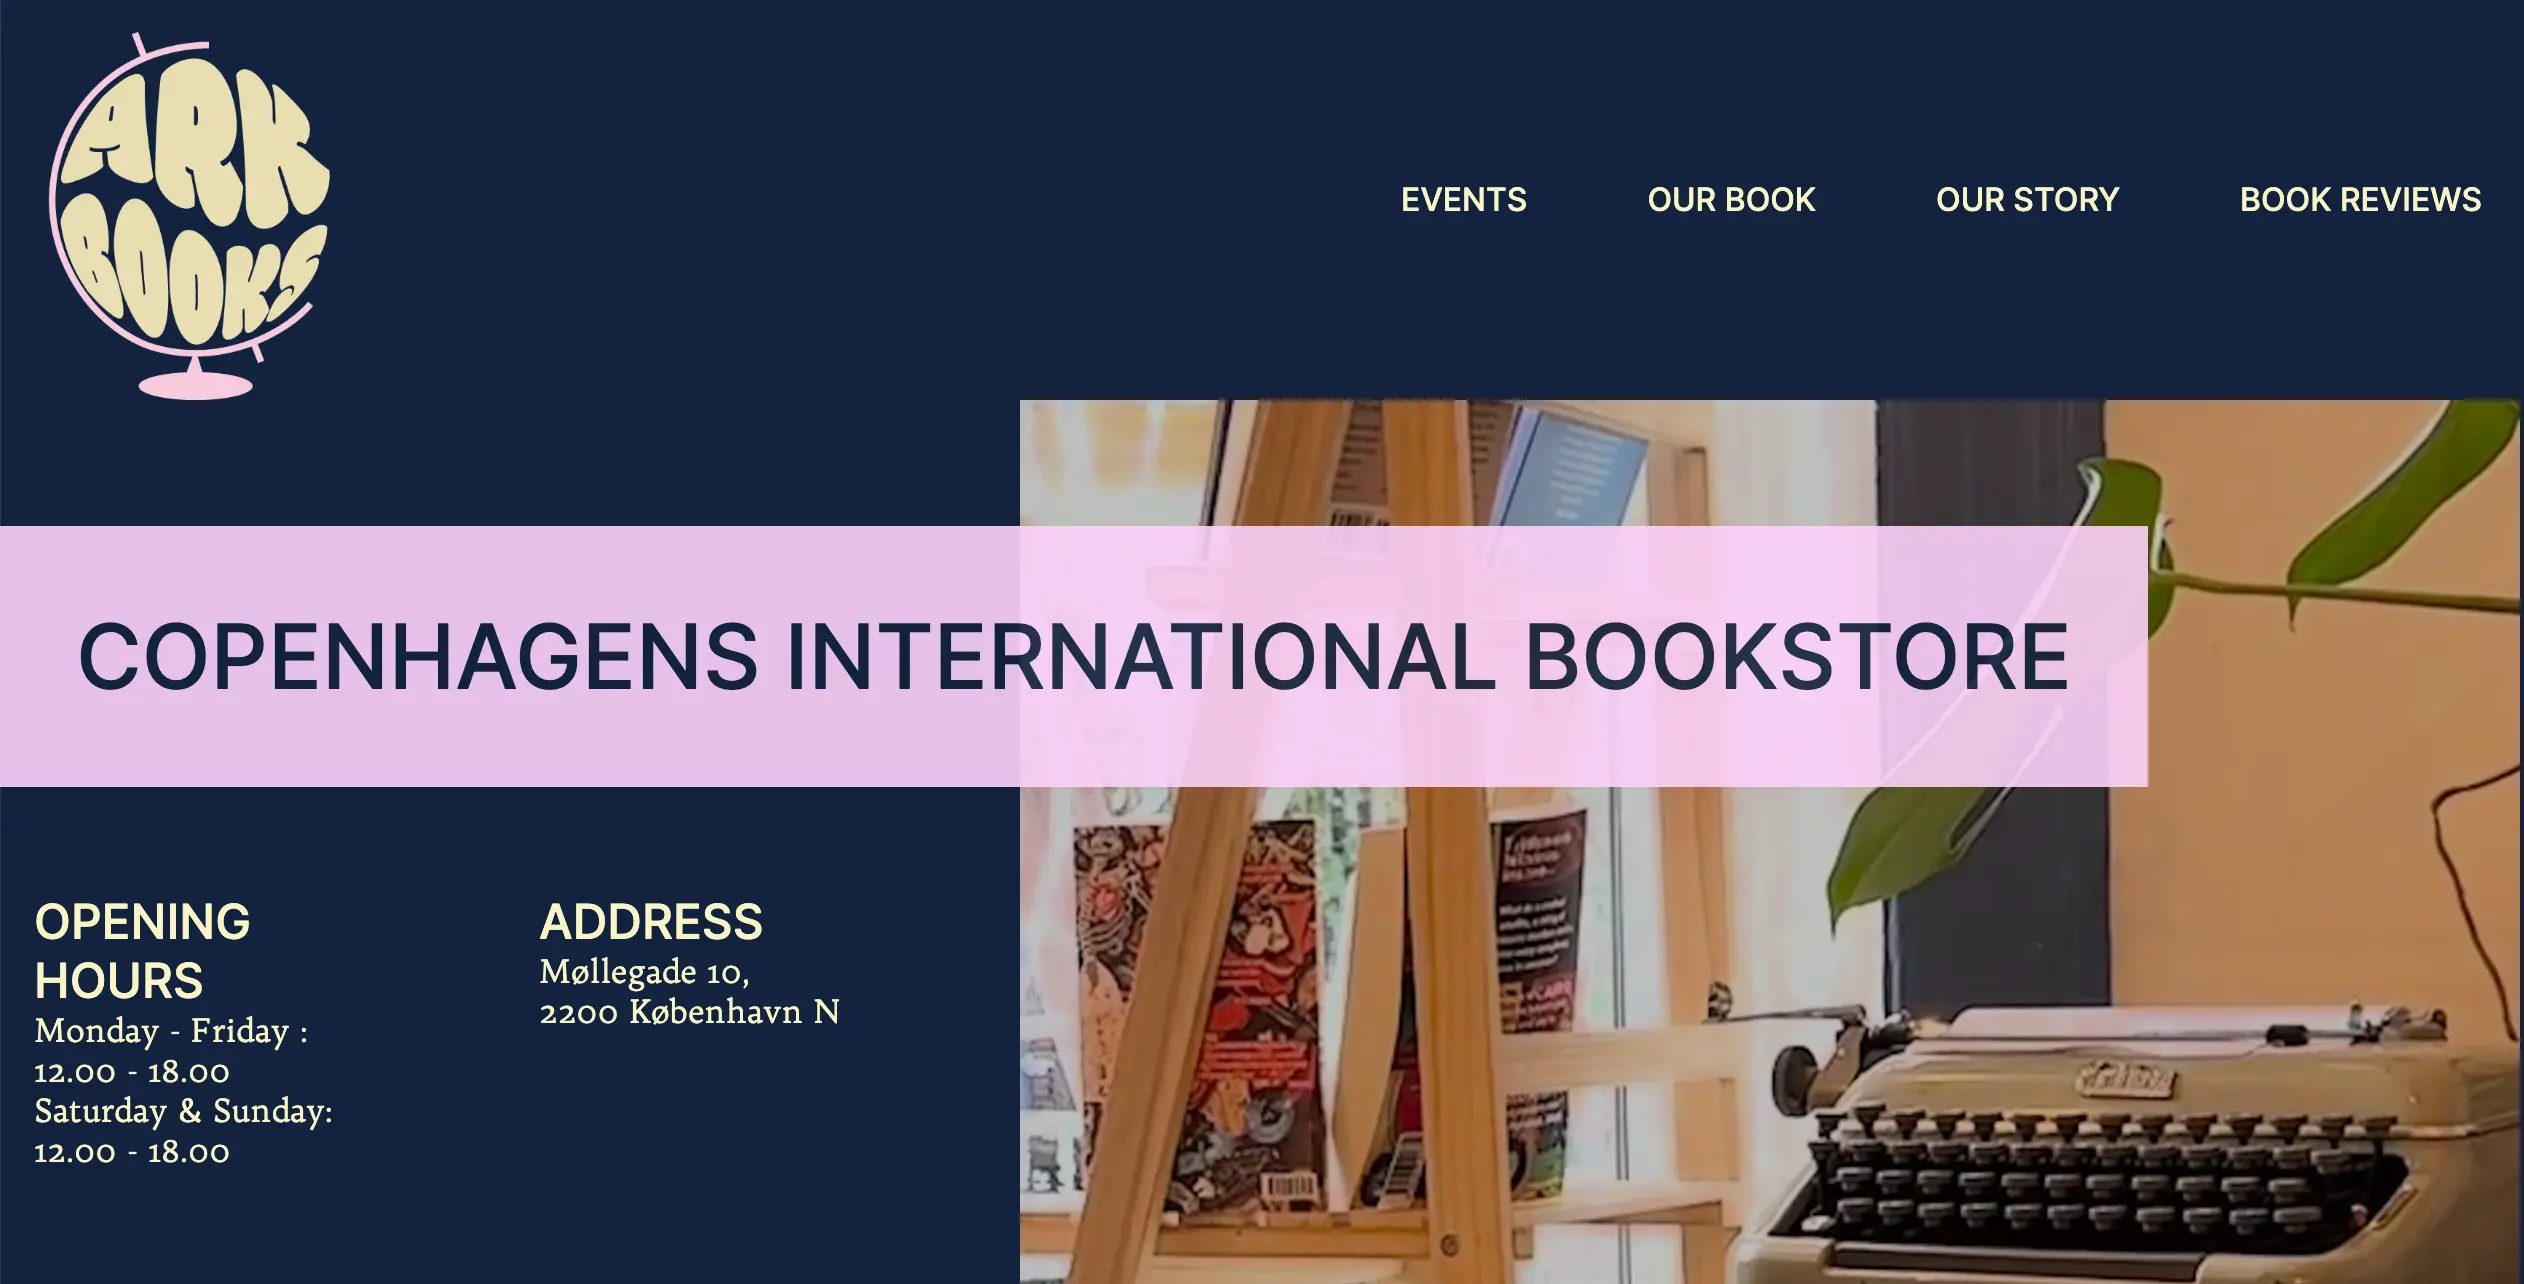 ARK
BOOKS
EVENTS
OUR BOOK
OUR STORY
BOOK REVIEWS
COPENHAGENS INTERNATIONAL BOOKSTORE
OPENING
HOURS
Monday - Friday :
12.00 - 18.00
Saturday & Sunday:
12.00 - 18.00
ADDRESS
Møllegade 10,
2200 København N